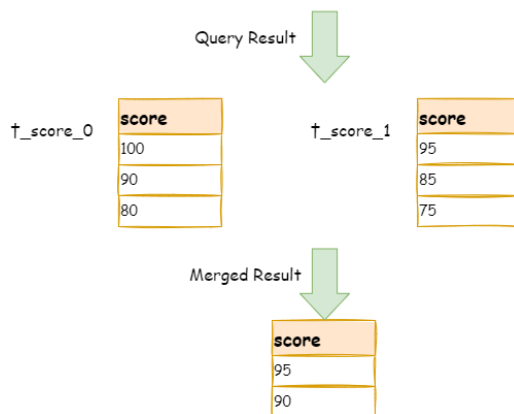 Query Result
t_score_0
score
100
90
80
t_score_1
score
95
85
75
Merged Result
score
95
90